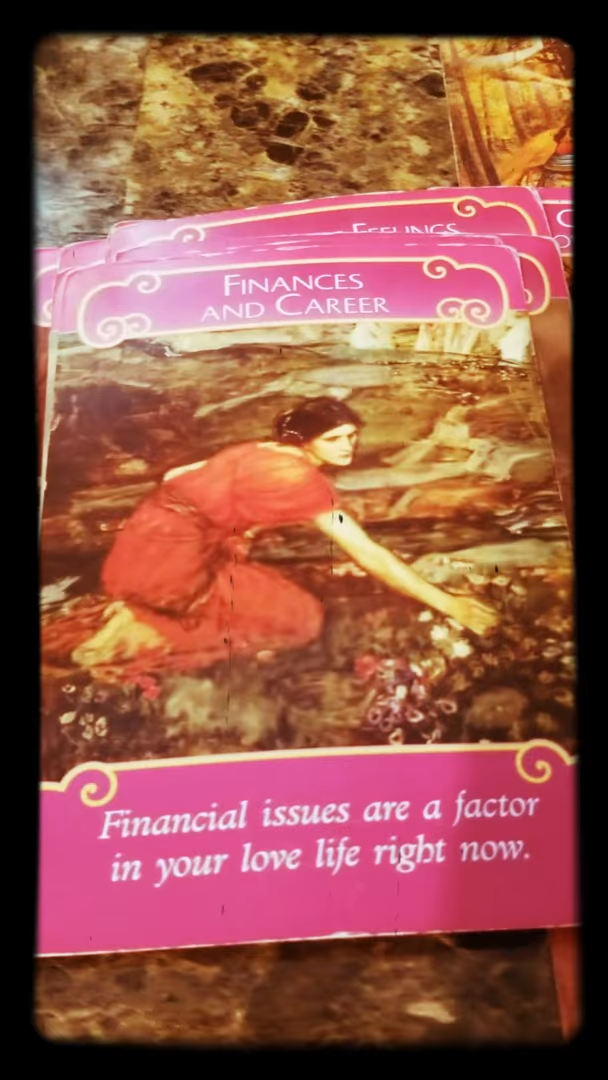 FEELINGS
FINANCES
AND CAREER
Financial issues are a factor
in your love life right now.